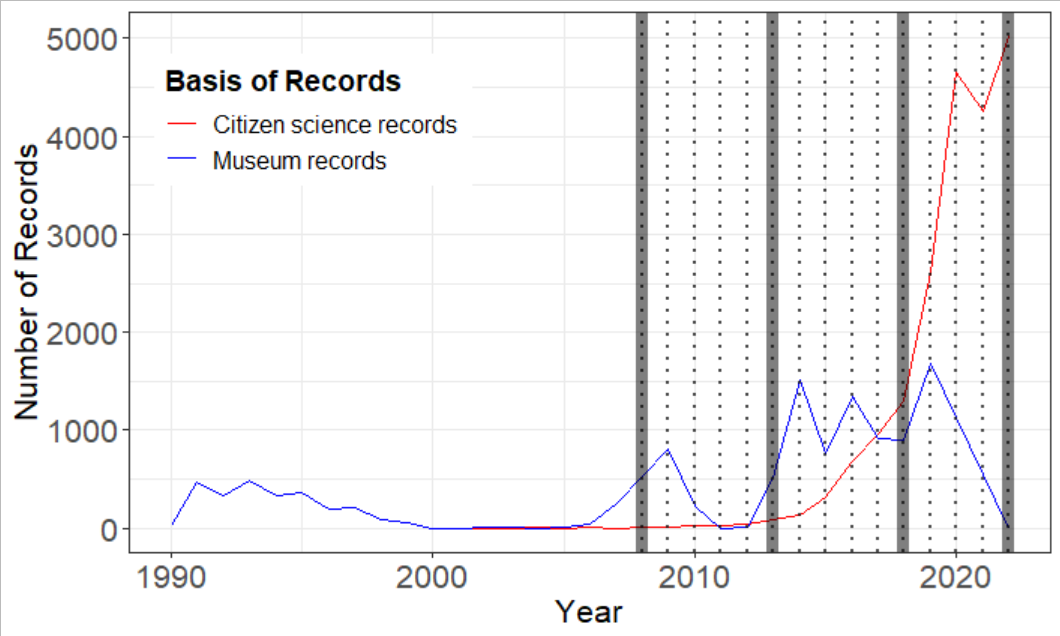 5000
4000
3000
2000
1000
0
Number of Records
Basis of Records
Citizen science records
Museum records
1990 2000 2010 2020
Year